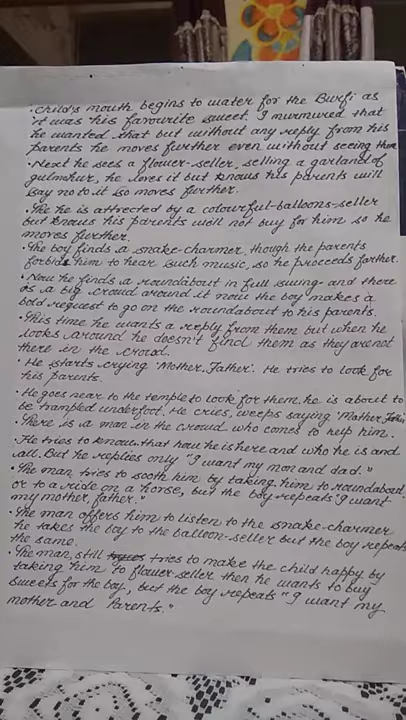 • Child's mouth begins to water for the Burfi as
it was his favourite sweet. I murmured that
he wanted that but without any reply from his
parents he moves further even without seeing them
• Next he sees a flower-seller, selling a garland of
gulmohur, he loves it but knows his parents will
say no to it so moves further.
• The he is attrected by a colourful-balloons-seller
but knows his parents will not buy for him so he
moves further.
• The boy finds a snake-charmer, though the parents
forbids him to hear such music, so he proceeds further.
• Now he finds a roundabout in full swing and there
is a big crowd around it now the boy makes a
bold request to go on the roundabout to his parents.
• This time he wants a reply from them but when he
looks around he doesn't find them as they are not
there in the crowd.
• He starts crying 'Mother, Father'. He tries to look for
his parents.
• He goes near to the temple to look for them, he is about to
be trampled underfoot. He cries, weeps saying 'Mother,
• There is a man in the crowd who comes to help him.
• He tries to know that how he is here and who he is and
all. But he replies only "I want my mon and dad."
• The man tries to sooth him by taking him to roundabout
or to a ride on a horse, but the boy repeats 'I want
my mother, father."
• The man offers him to listen to the snake-charmer
he takes the boy to the balloon-seller but the boy repeats
the same.
• The man, still tries to make the child happy by
taking him to flower-seller then he wants to buy
sweets for the boy, but the boy repeats "I want my
mother and Parents."